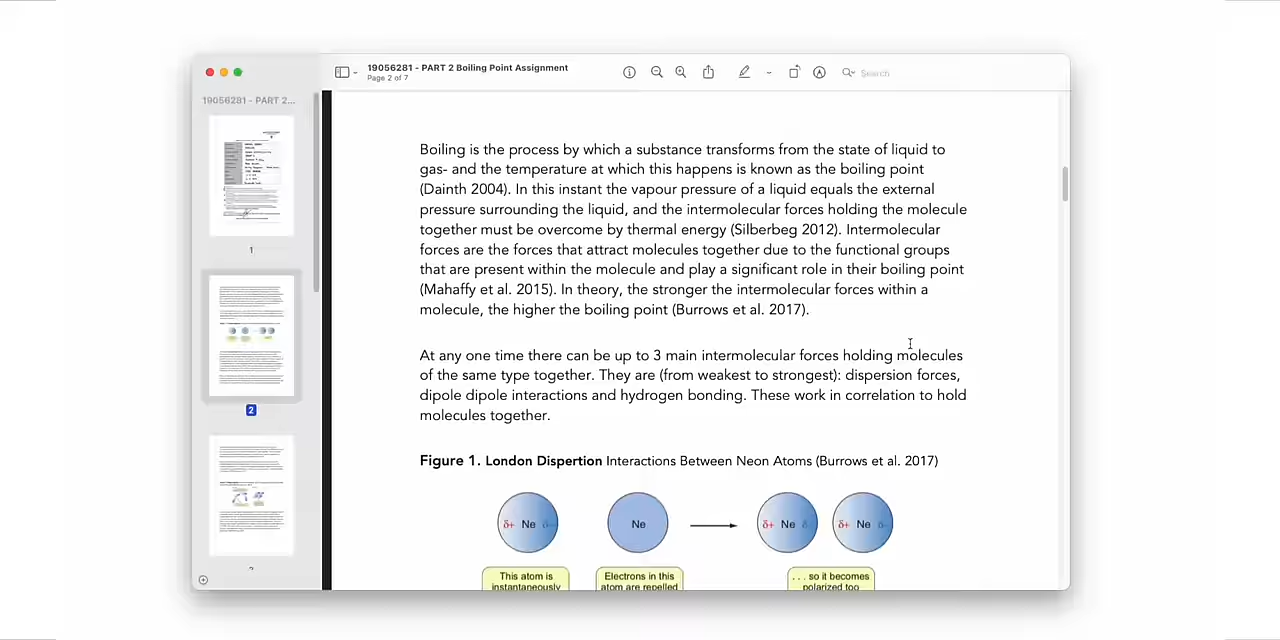 19056281 - PART 2 Boiling Point Assignment
Page 2 of 7
Search
19056281 - PART 2...
1
2
Boiling is the process by which a substance transforms from the state of liquid to
gas- and the temperature at which this happens is known as the boiling point
(Dainth 2004). In this instant the vapour pressure of a liquid equals the external
pressure surrounding the liquid, and the intermolecular forces holding the molecule
together must be overcome by thermal energy (Silberbeg 2012). Intermolecular
forces are the forces that attract molecules together due to the functional groups
that are present within the molecule and play a significant role in their boiling point
(Mahaffy et al. 2015). In theory, the stronger the intermolecular forces within a
molecule, the higher the boiling point (Burrows et al. 2017).
At any one time there can be up to 3 main intermolecular forces holding molecules
of the same type together. They are (from weakest to strongest): dispersion forces,
dipole dipole interactions and hydrogen bonding. These work in correlation to hold
molecules together.
Figure 1. London Dispertion Interactions Between Neon Atoms (Burrows et al. 2017)
δ+ Ne δ-
Ne
δ+ Ne δ
δ+ Ne δ-
This atom is
instantaneously
Electrons in this
atom are repelled
. . . so it becomes
polarized too